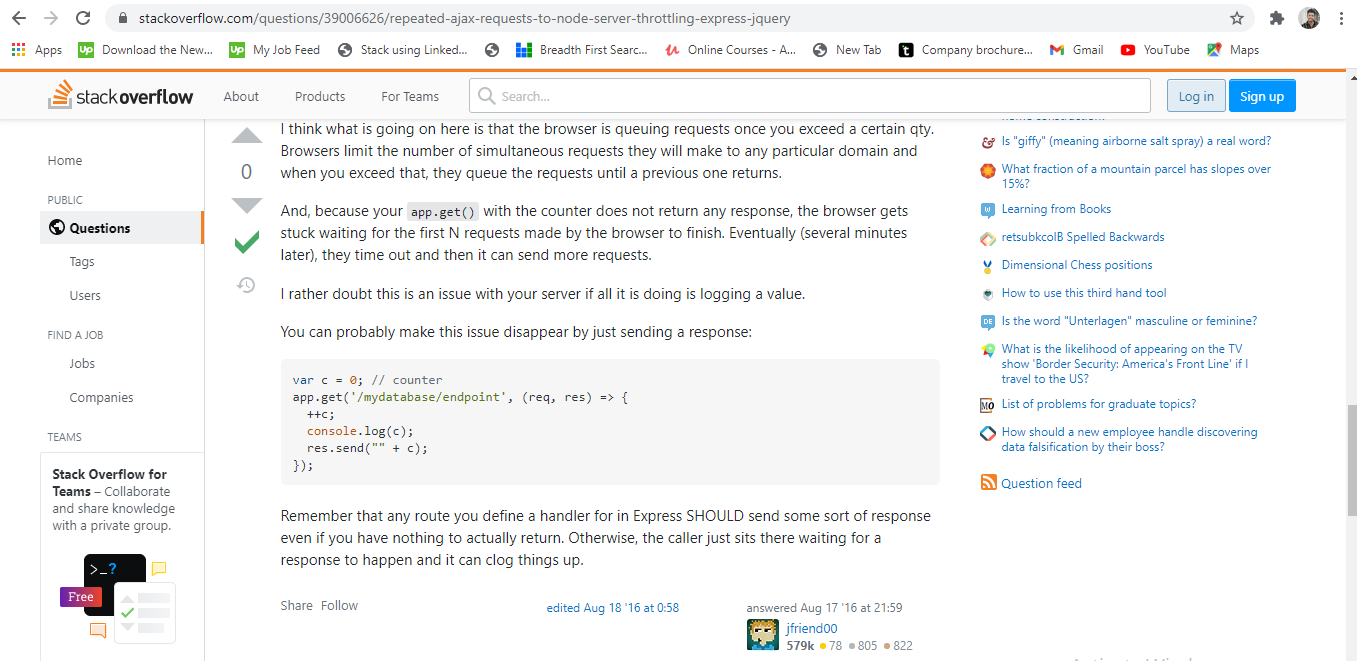 stackoverflow.com/questions/39006626/repeated-ajax-requests-to-node-server-throttling-express-jquery
Apps Download the New... My Job Feed Stack using Linked... Breadth First Searc... Online Courses - A... New Tab Company brochure... Gmail YouTube Maps
stackoverflow About Products For Teams Search... Log in Sign up
Home
PUBLIC
Questions
Tags
Users
FIND A JOB
Jobs
Companies
TEAMS
Stack Overflow for
Teams – Collaborate
and share knowledge
with a private group.
>_?
Free
I think what is going on here is that the browser is queuing requests once you exceed a certain qty.
Browsers limit the number of simultaneous requests they will make to any particular domain and
when you exceed that, they queue the requests until a previous one returns.
0
And, because your app.get() with the counter does not return any response, the browser gets
stuck waiting for the first N requests made by the browser to finish. Eventually (several minutes
later), they time out and then it can send more requests.
I rather doubt this is an issue with your server if all it is doing is logging a value.
You can probably make this issue disappear by just sending a response:
var c = 0; // counter
app.get('/mydatabase/endpoint', (req, res) => {
++c;
console.log(c);
res.send("" + c);
});
Remember that any route you define a handler for in Express SHOULD send some sort of response
even if you have nothing to actually return. Otherwise, the caller just sits there waiting for a
response to happen and it can clog things up.
Share Follow
edited Aug 18 '16 at 0:58
answered Aug 17 '16 at 21:59
jfriend00
579k 78 805 822
Is "giffy" (meaning airborne salt spray) a real word?
What fraction of a mountain parcel has slopes over
15%?
Learning from Books
retsubkcolB Spelled Backwards
Dimensional Chess positions
How to use this third hand tool
DE Is the word "Unterlagen" masculine or feminine?
What is the likelihood of appearing on the TV
show 'Border Security: America's Front Line' if I
travel to the US?
MO List of problems for graduate topics?
How should a new employee handle discovering
data falsification by their boss?
Question feed